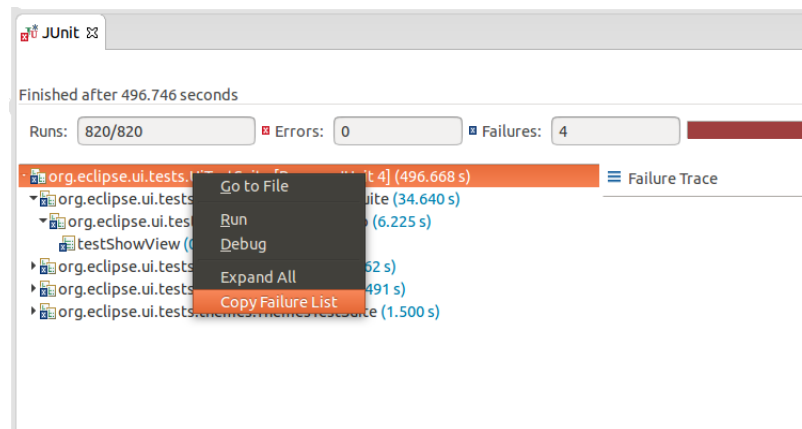 JUnit
Finished after 496.746 seconds
Runs: 820/820 Errors: 0 Failures: 4
org.eclipse.ui.tests. t 4] (496.668 s)
Failure Trace
Go to File
org.eclipse.ui.tests uite (34.640 s)
org.eclipse.ui.tes (6.225 s)
Run
testShowView
Debug
org.eclipse.ui.tests 62 s)
Expand All
org.eclipse.ui.tests 491 s)
Copy Failure List
org.eclipse.ui.tests.themes.ThemesTestSuite (1.500 s)